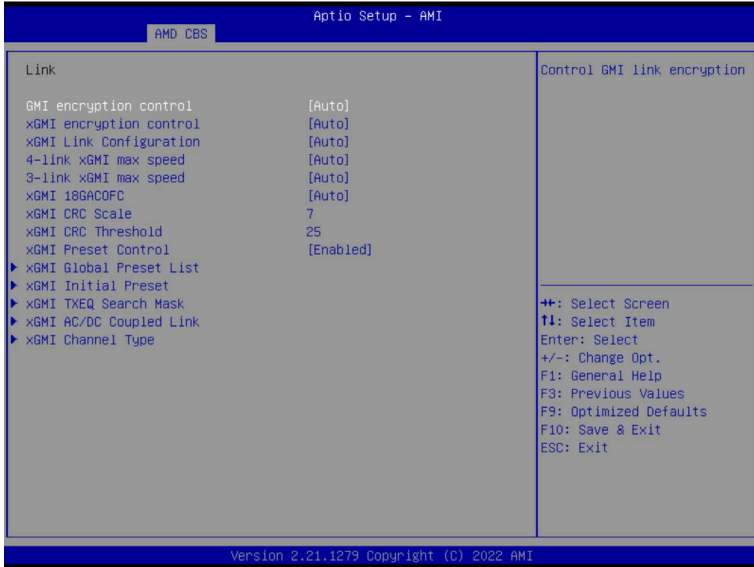 Aptio Setup – AMI
AMD CBS
Link
GMI encryption control [Auto]
xGMI encryption control [Auto]
xGMI Link Configuration [Auto]
4-link xGMI max speed [Auto]
3-link xGMI max speed [Auto]
xGMI 18GACOFC [Auto]
xGMI CRC Scale 7
xGMI CRC Threshold 25
xGMI Preset Control [Enabled]
xGMI Global Preset List
xGMI Initial Preset
xGMI TXEQ Search Mask
xGMI AC/DC Coupled Link
xGMI Channel Type
Control GMI link encryption
→←: Select Screen
↑↓: Select Item
Enter: Select
+/-: Change Opt.
F1: General Help
F3: Previous Values
F9: Optimized Defaults
F10: Save & Exit
ESC: Exit
Version 2.21.1279 Copyright (C) 2022 AMI